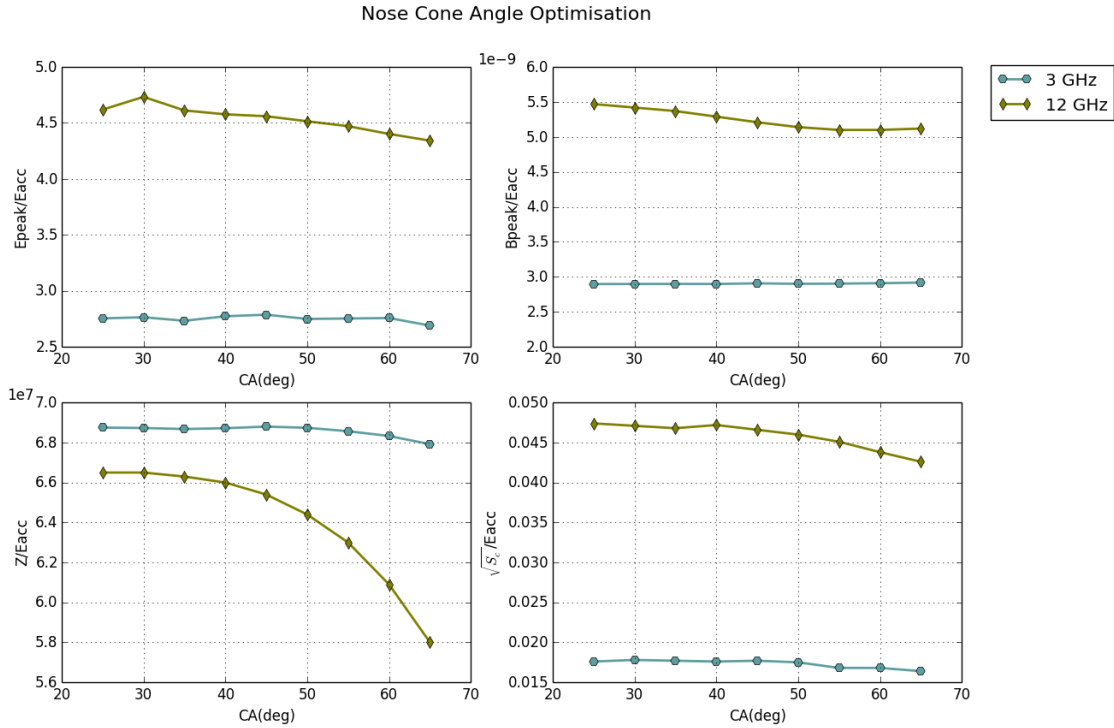 Nose Cone Angle Optimisation
5.0
4.5
4.0
3.5
3.0
2.5
Epeak/Eacc
20 30 40 50 60 70
CA(deg)
1e−9
6.0
5.5
5.0
4.5
4.0
3.5
3.0
2.5
2.0
Bpeak/Eacc
20 30 40 50 60 70
CA(deg)
3 GHz
12 GHz
1e7
7.0
6.8
6.6
6.4
6.2
6.0
5.8
5.6
Z/Eacc
20 30 40 50 60 70
CA(deg)
0.050
0.045
0.040
0.035
0.030
0.025
0.020
0.015
√S_c/Eacc
20 30 40 50 60 70
CA(deg)